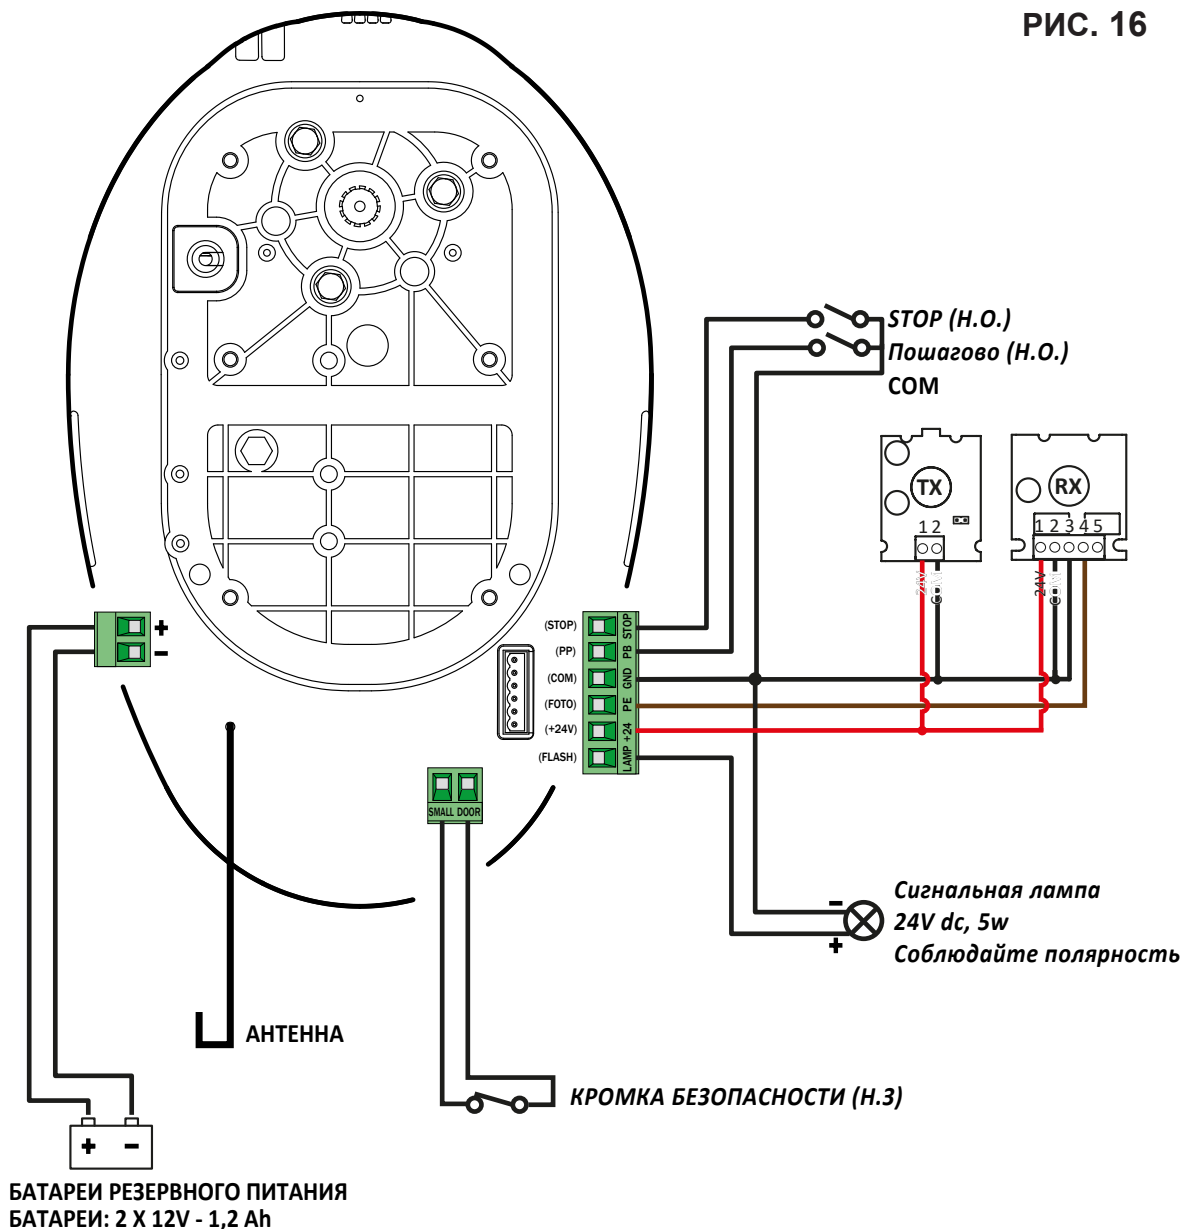 РИС. 16
STOP (Н.О.)
Пошагово (Н.О.)
COM
TX
1 2
24V
COM
RX
1 2 3 4 5
24V
COM
+
–
(STOP)
(PP)
(COM)
(FOTO)
(+24V)
(FLASH)
STOP
PB
GND
PE
+24
LAMP
SMALL DOOR
–
+
Сигнальная лампа
24V dc, 5w
Соблюдайте полярность
АНТЕННА
КРОМКА БЕЗОПАСНОСТИ (Н.З)
+ –
БАТАРЕИ РЕЗЕРВНОГО ПИТАНИЯ
БАТАРЕИ: 2 X 12V - 1,2 Ah